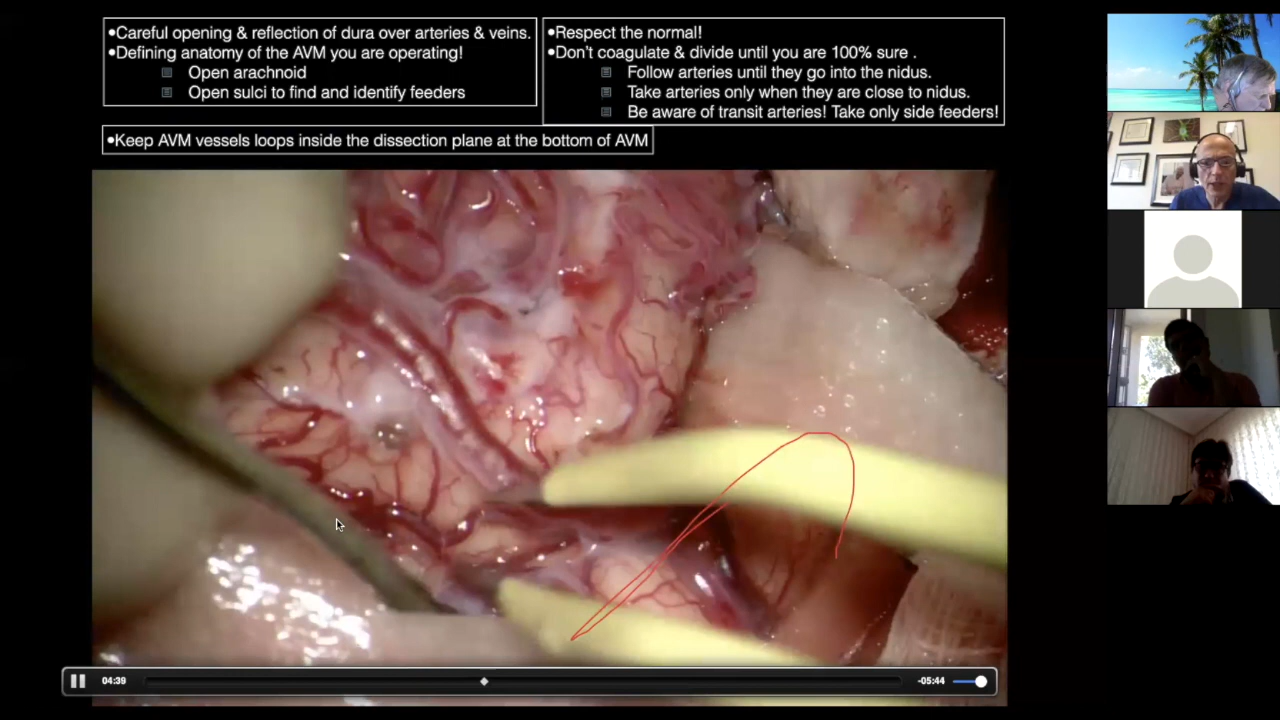 •Careful opening & reflection of dura over arteries & veins.
•Defining anatomy of the AVM you are operating!
Open arachnoid
Open sulci to find and identify feeders
•Respect the normal!
•Don't coagulate & divide until you are 100% sure .
Follow arteries until they go into the nidus.
Take arteries only when they are close to nidus.
Be aware of transit arteries! Take only side feeders!
•Keep AVM vessels loops inside the dissection plane at the bottom of AVM
04:39
-05:44